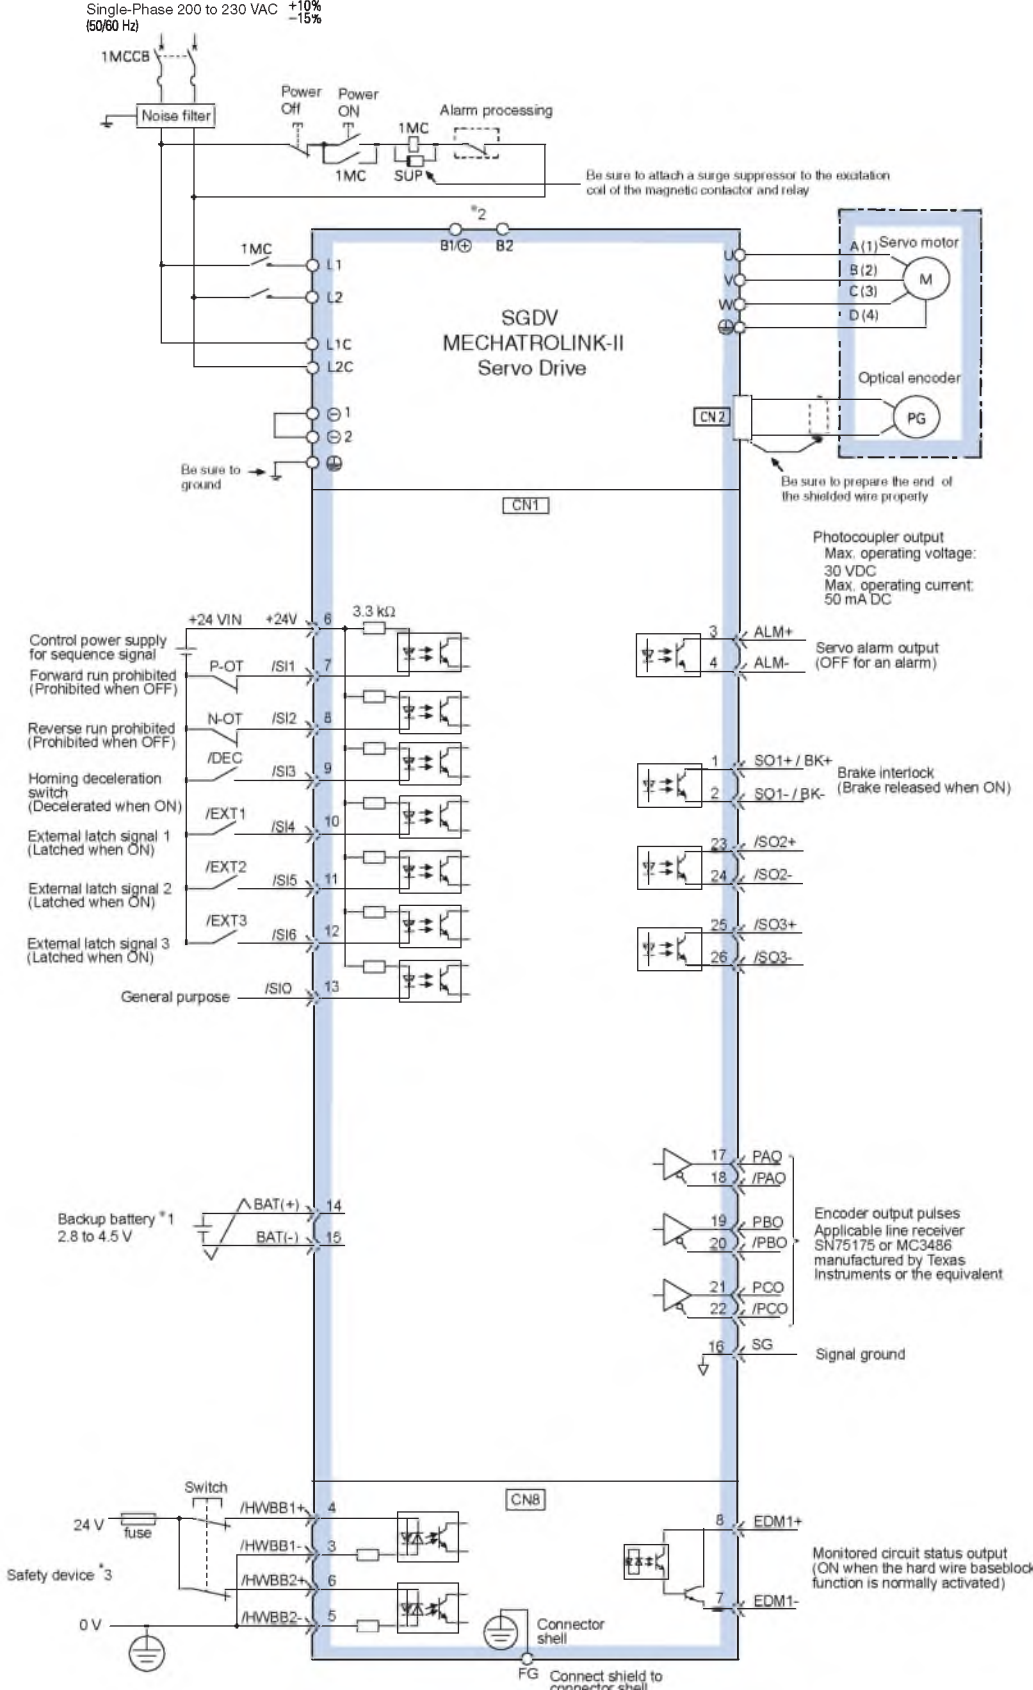 Single-Phase 200 to 230 VAC +10%
−15%
(50/60 Hz)
1MCCB
Noise filter
Power
Off
Power
ON
1MC
Alarm processing
1MC
SUP
Be sure to attach a surge suppressor to the excitation
coil of the magnetic contactor and relay
*2
B1/⊕ B2
1MC
L1
L2
L1C
L2C
⊖1
⊖2
Be sure to
ground
SGDV
MECHATROLINK-II
Servo Drive
U
V
W
A (1)
B (2)
C (3)
D (4)
Servo motor
M
Optical encoder
PG
CN 2
Be sure to prepare the end of
the shielded wire properly
CN1
Photocoupler output
Max. operating voltage:
30 VDC
Max. operating current:
50 mA DC
+24 VIN +24V 6 3.3 kΩ
Control power supply
for sequence signal
P-OT /SI1 7
Forward run prohibited
(Prohibited when OFF)
N-OT /SI2 8
Reverse run prohibited
(Prohibited when OFF)
/DEC /SI3 9
Homing deceleration
switch
(Decelerated when ON)
/EXT1 /SI4 10
External latch signal 1
(Latched when ON)
/EXT2 /SI5 11
External latch signal 2
(Latched when ON)
/EXT3 /SI6 12
External latch signal 3
(Latched when ON)
General purpose /SI0 13
3 ALM+
4 ALM-
Servo alarm output
(OFF for an alarm)
1 SO1+ / BK+
2 SO1- / BK-
Brake interlock
(Brake released when ON)
23 /SO2+
24 /SO2-
25 /SO3+
26 /SO3-
Backup battery *1
2.8 to 4.5 V
BAT(+) 14
BAT(-) 15
17 PAO
18 /PAO
19 PBO
20 /PBO
21 PCO
22 /PCO
Encoder output pulses
Applicable line receiver
SN75175 or MC3486
manufactured by Texas
Instruments or the equivalent
16 SG
Signal ground
CN8
Switch
24 V
fuse
/HWBB1+ 4
/HWBB1- 3
Safety device *3
/HWBB2+ 6
/HWBB2- 5
0 V
8 EDM1+
7 EDM1-
Monitored circuit status output
(ON when the hard wire baseblock
function is normally activated)
Connector
shell
FG
Connect shield to
connector shell